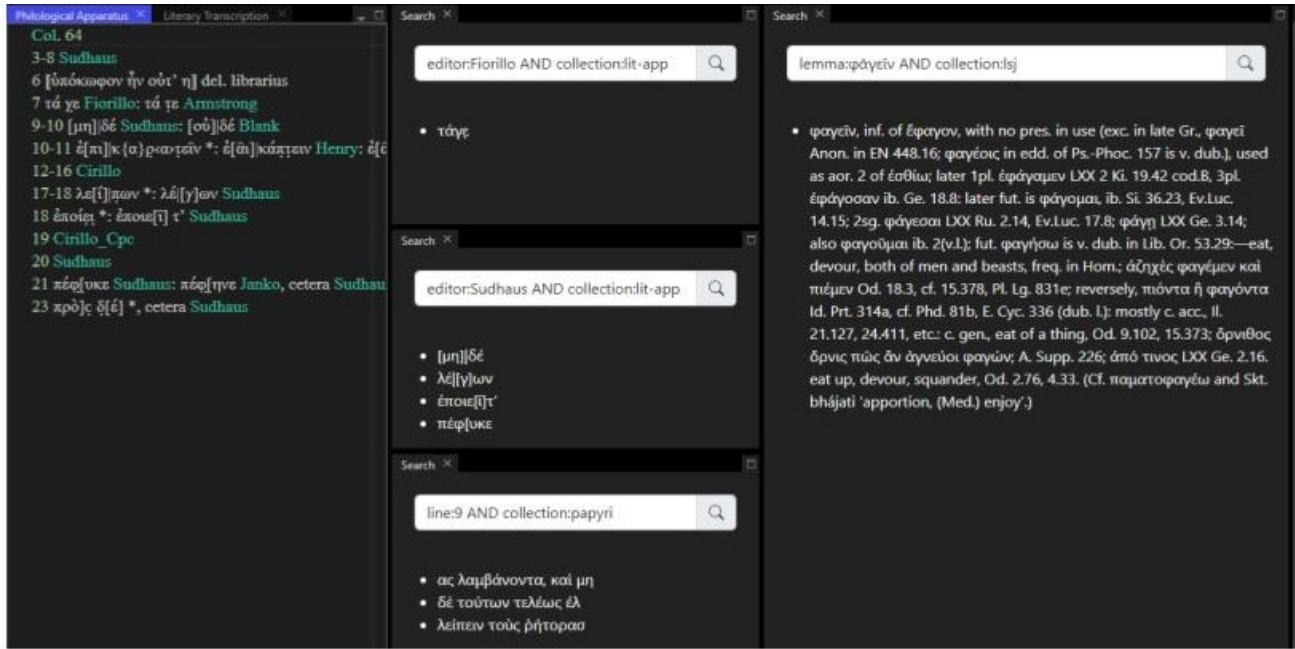 Philological Apparatus ×
Literary Transcription ×
Col. 64
3-8 Sudhaus
6 ⟦ὑπόκωφον ἦν οὐτ’ η⟧ del. librarius
7 τά γε Fiorillo: τά τε Armstrong
9-10 [μη]|δέ Sudhaus: [οὐ]|δέ Blank
10-11 ἐ[πι]|κ{α}ρ<αν>τεῖν *: ἐ[ᾶι]|κάπτειν Henry:
12-16 Cirillo
17-18 λε[ί]|πων *: λέ|[γ]ων Sudhaus
18 ἐποίει *: ἐποιε[ῖ] τ’ Sudhaus
19 Cirillo_Cpc
20 Sudhaus
21 πέφ[υκε Sudhaus: πέφ[ηνε Janko, cetera Sudhau
23 πρὸ]ς δ[έ] *, cetera Sudhaus
Search ×
editor:Fiorillo AND collection:lit-app
• τάγε
Search ×
editor:Sudhaus AND collection:lit-app
• [μη]|δέ
• λέ|[γ]ων
• ἐποιε[ῖ]τ’
• πέφ[υκε
Search ×
line:9 AND collection:papyri
• ας λαμβάνοντα, καὶ μη
• δὲ τούτων τελέως ἐλ
• λείπειν τοὺς ῥήτορασ
Search ×
lemma:φᾰγεῖν AND collection:lsj
• φαγεῖν, inf. of ἔφαγον, with no pres. in use (exc. in late Gr., φαγεῖ
Anon. in EN 448.16; φαγέοις in edd. of Ps.-Phoc. 157 is v. dub.), used
as aor. 2 of ἐσθίω; later 1pl. ἐφάγαμεν LXX 2 Ki. 19.42 cod.B, 3pl.
ἐφάγοσαν ib. Ge. 18.8: later fut. is φάγομαι, ib. Si. 36.23, Ev.Luc.
14.15; 2sg. φάγεσαι LXX Ru. 2.14, Ev.Luc. 17.8; φάγῃ LXX Ge. 3.14;
also φαγοῦμαι ib. 2(v.l.); fut. φαγήσω is v. dub. in Lib. Or. 53.29:—eat,
devour, both of men and beasts, freq. in Hom.; ἀζηχὲς φαγέμεν καὶ
πιέμεν Od. 18.3, cf. 15.378, Pl. Lg. 831e; reversely, πιόντα ἢ φαγόντα
Id. Prt. 314a, cf. Phd. 81b, E. Cyc. 336 (dub. l.): mostly c. acc., Il.
21.127, 24.411, etc.: c. gen., eat of a thing, Od. 9.102, 15.373; ὄρνιθος
ὄρνις πῶς ἂν ἁγνεύοι φαγών; A. Supp. 226; ἀπό τινος LXX Ge. 2.16.
eat up, devour, squander, Od. 2.76, 4.33. (Cf. παματοφαγέω and Skt.
bhájati 'apportion, (Med.) enjoy'.)